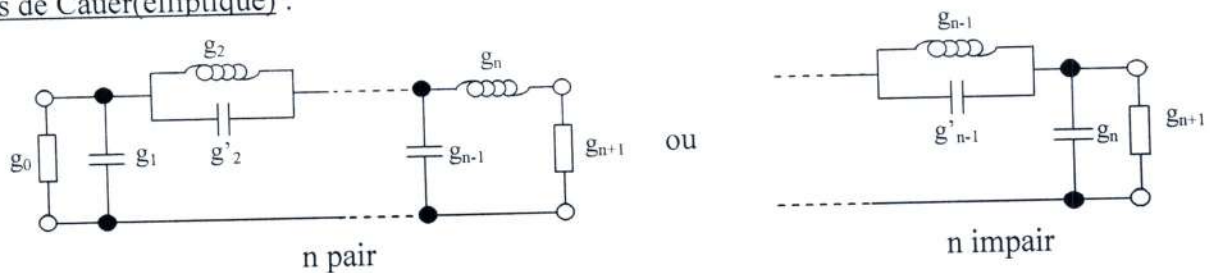 s de Cauer(elliptique) :
g2
g'2
g0
g1
gn
gn-1
gn+1
n pair
ou
gn-1
g'n-1
gn
gn+1
n impair